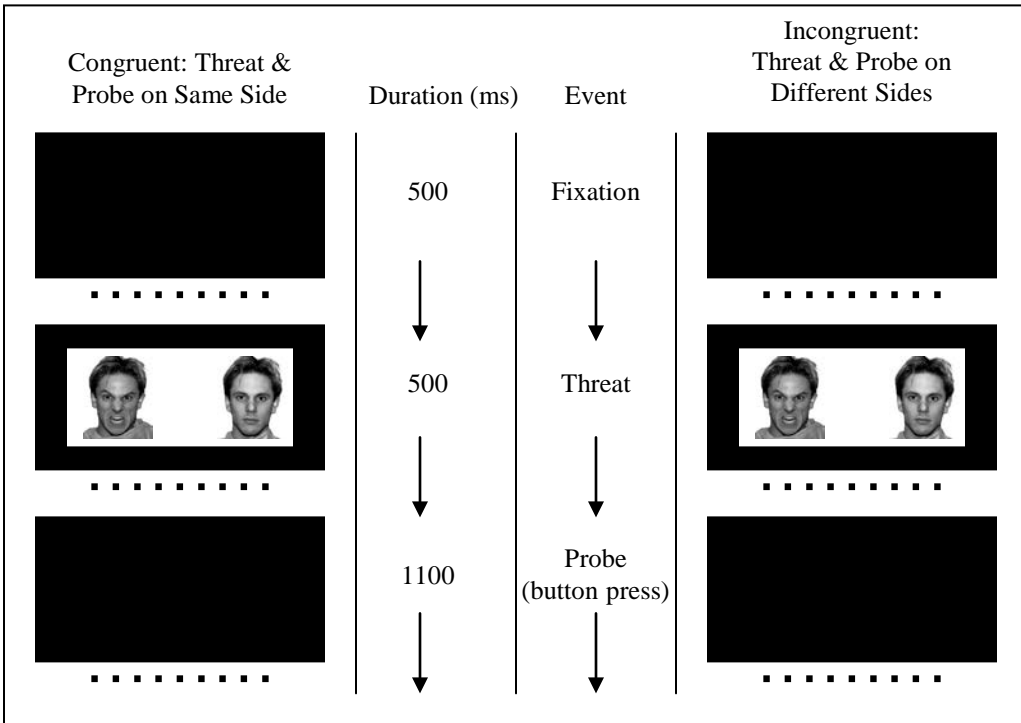 Congruent: Threat &
Probe on Same Side
Duration (ms)
Event
Incongruent:
Threat & Probe on
Different Sides
500
Fixation
500
Threat
1100
Probe
(button press)